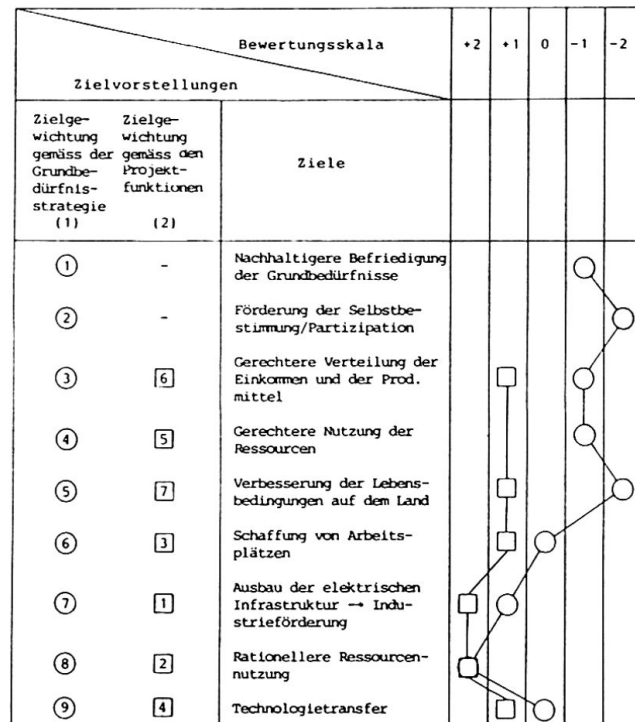 Bewertungsskala
+2 +1 0 -1 -2
Zielvorstellungen
Zielge-
wichtung
gemäss der
Grundbe-
dürfnis-
strategie
(1)
Zielge-
wichtung
gemäss den
Projekt-
funktionen
(2)
Ziele
1 - Nachhaltigere Befriedigung
der Grundbedürfnisse
2 - Förderung der Selbstbe-
stimmung/Partizipation
3 6 Gerechtere Verteilung der
Einkommen und der Prod.
mittel
4 5 Gerechtere Nutzung der
Ressourcen
5 7 Verbesserung der Lebens-
bedingungen auf dem Land
6 3 Schaffung von Arbeits-
plätzen
7 1 Ausbau der elektrischen
Infrastruktur → Indu-
strieförderung
8 2 Rationellere Ressourcen-
nutzung
9 4 Technologietransfer